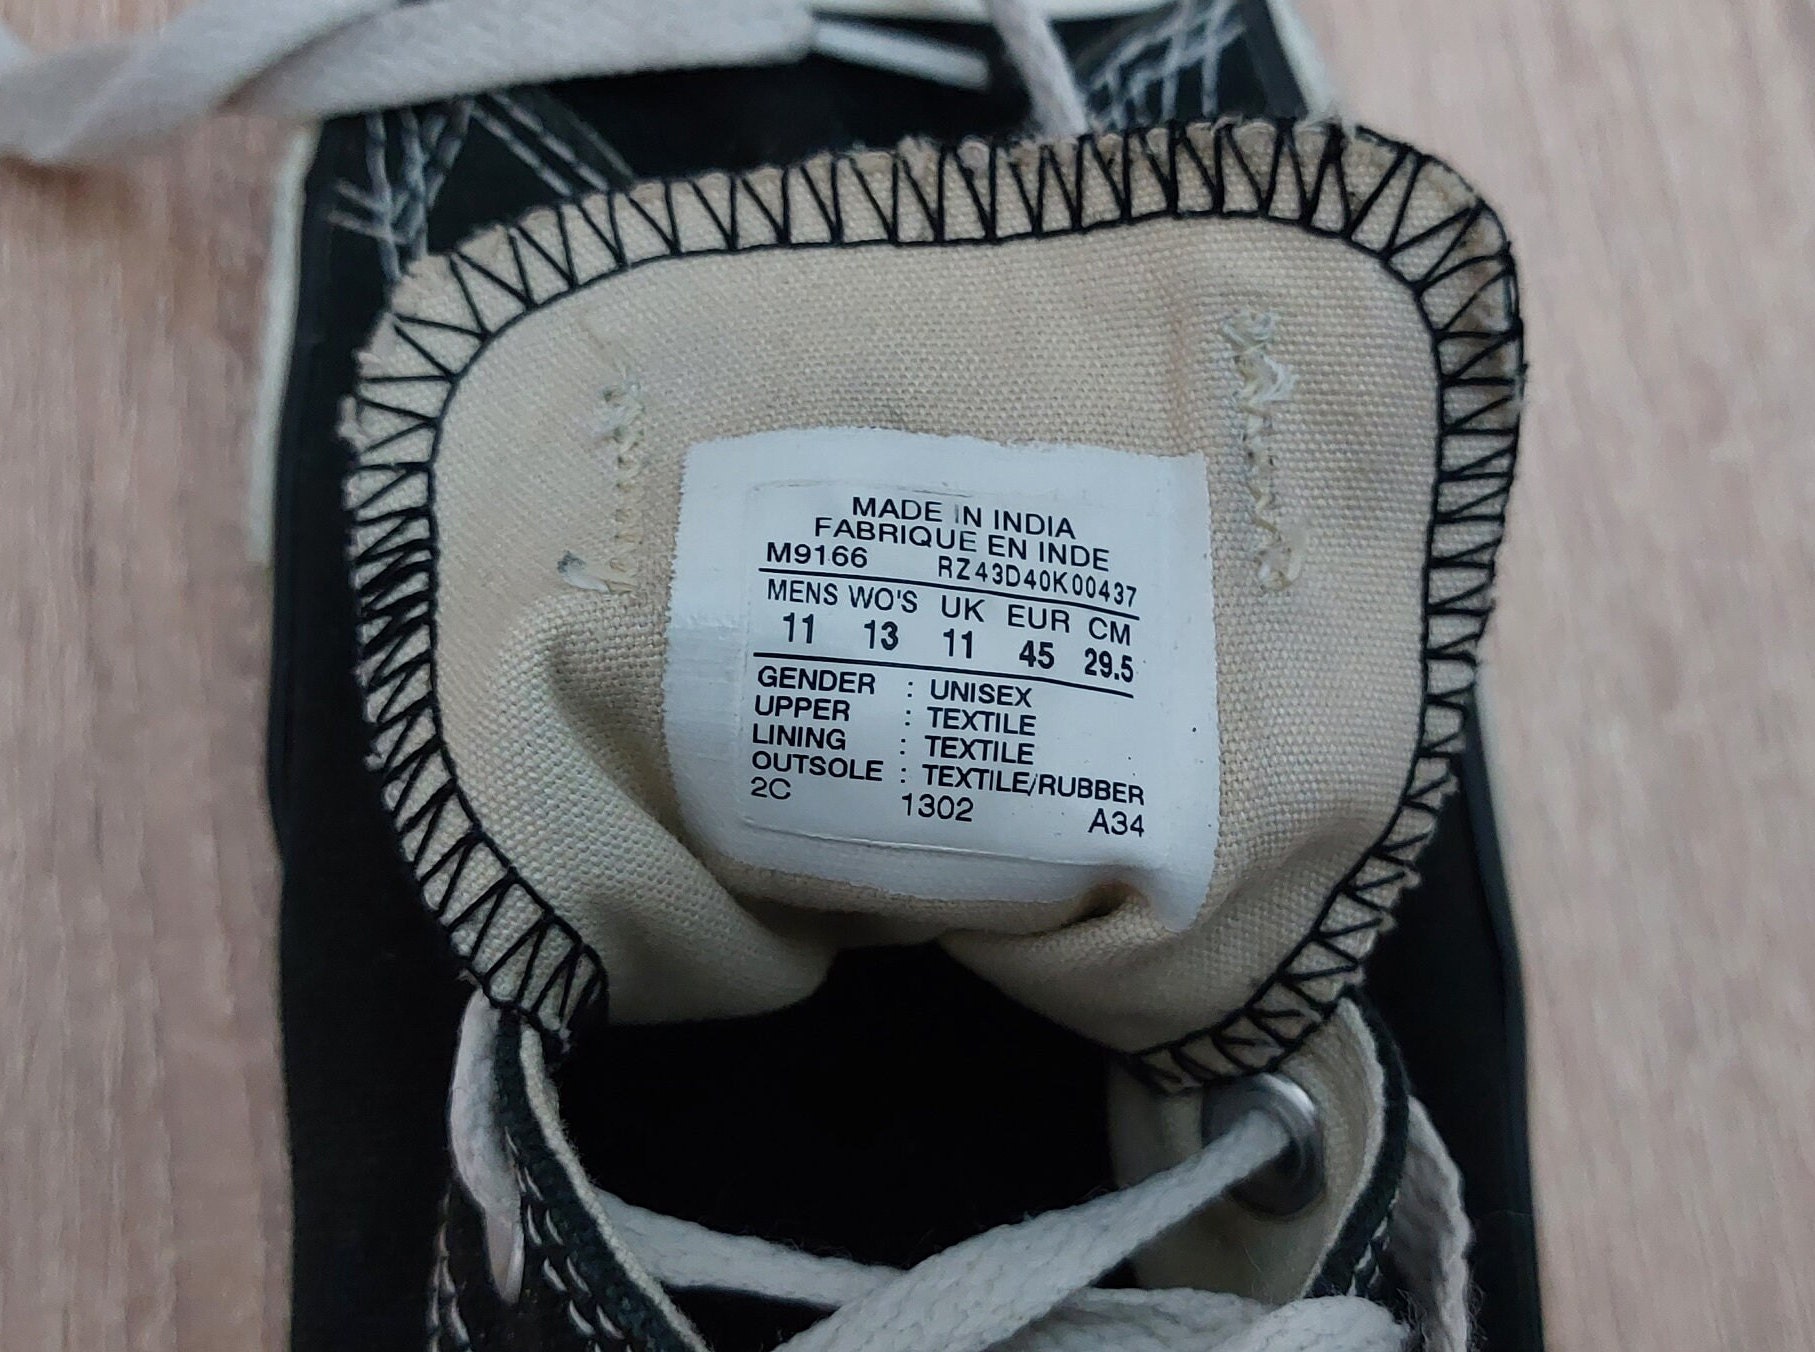 MADE IN INDIA
FABRIQUE EN INDE
M9166 RZ43D40K00437
MENS WO'S UK EUR CM
11 13 11 45 29.5
GENDER : UNISEX
UPPER : TEXTILE
LINING : TEXTILE
OUTSOLE : TEXTILE/RUBBER
2C 1302 A34